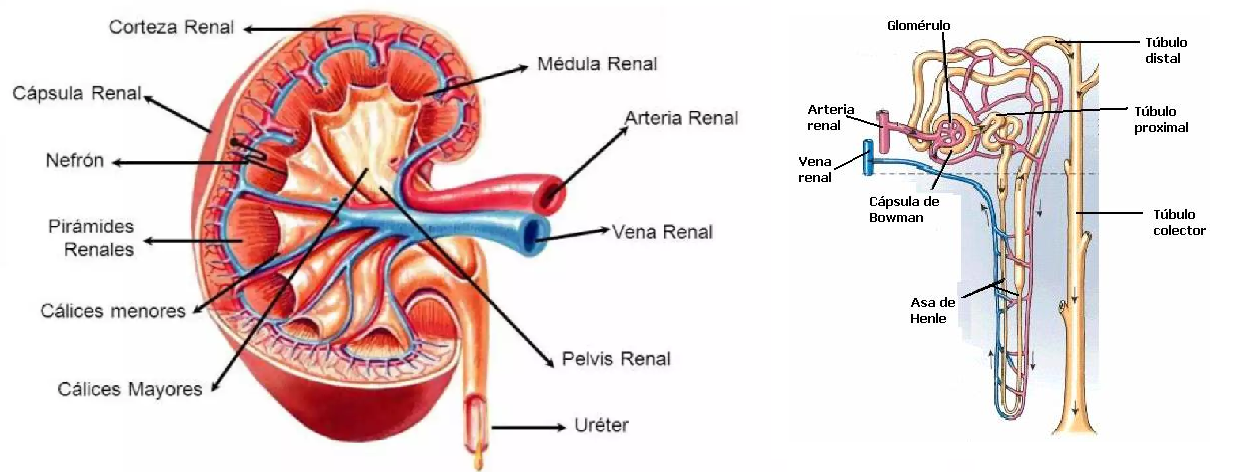 Corteza Renal
Médula Renal
Cápsula Renal
Arteria Renal
Nefrón
Pirámides
Renales
Vena Renal
Cálices menores
Pelvis Renal
Cálices Mayores
Uréter
Glomérulo
Túbulo
distal
Arteria
renal
Túbulo
proximal
Vena
renal
Cápsula de
Bowman
Túbulo
colector
Asa de
Henle